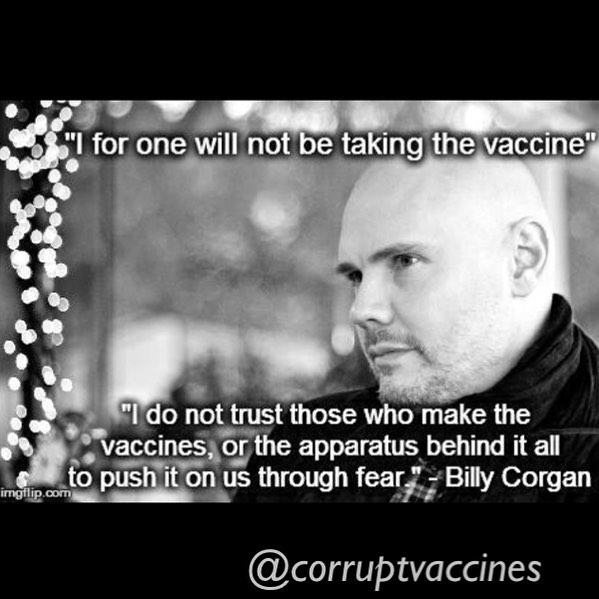 "I for one will not be taking the vaccine"
"I do not trust those who make the
vaccines, or the apparatus behind it all
to push it on us through fear." - Billy Corgan
imgflip.com
@corruptvaccines